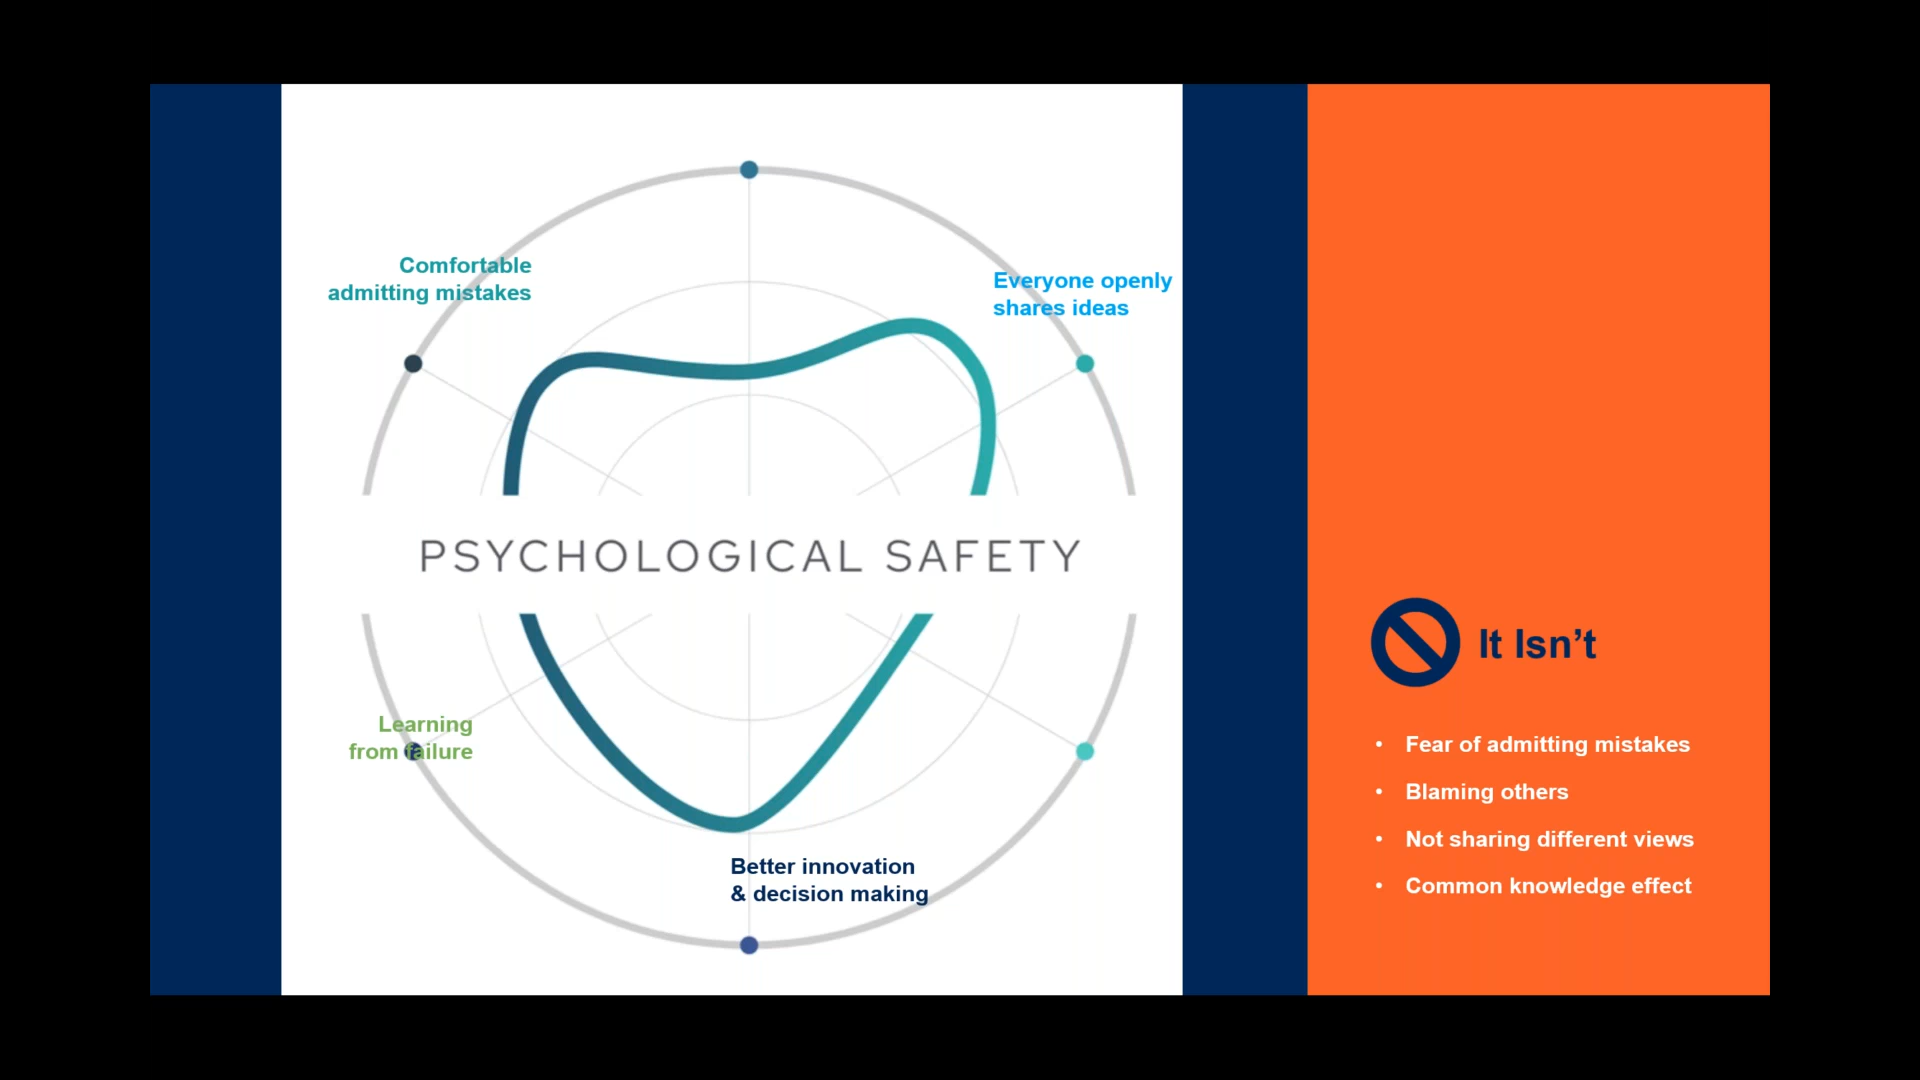 Comfortable
admitting mistakes
Everyone openly
shares ideas
PSYCHOLOGICAL SAFETY
Learning
from failure
Better innovation
& decision making
It Isn’t
• Fear of admitting mistakes
• Blaming others
• Not sharing different views
• Common knowledge effect